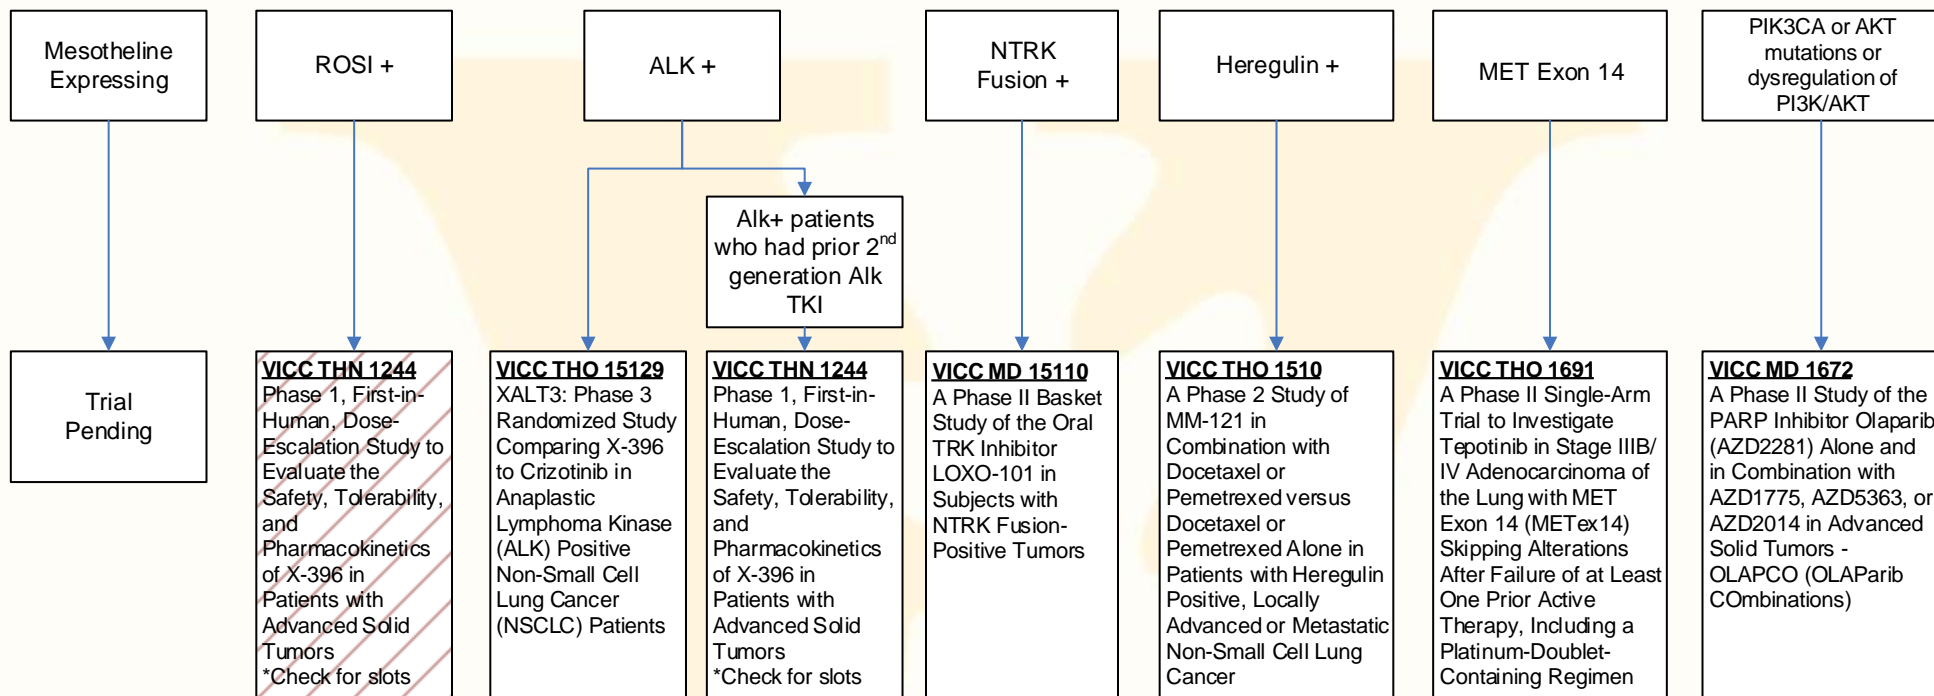 Mesotheline
Expressing
ROSI +
ALK +
NTRK
Fusion +
Heregulin +
MET Exon 14
PIK3CA or AKT
mutations or
dysregulation of
PI3K/AKT
Alk+ patients
who had prior 2nd
generation Alk
TKI
Trial
Pending
VICC THN 1244
Phase 1, First-in-
Human, Dose-
Escalation Study to
Evaluate the
Safety, Tolerability,
and
Pharmacokinetics
of X-396 in
Patients with
Advanced Solid
Tumors
*Check for slots
VICC THO 15129
XALT3: Phase 3
Randomized Study
Comparing X-396
to Crizotinib in
Anaplastic
Lymphoma Kinase
(ALK) Positive
Non-Small Cell
Lung Cancer
(NSCLC) Patients
VICC THN 1244
Phase 1, First-in-
Human, Dose-
Escalation Study to
Evaluate the
Safety, Tolerability,
and
Pharmacokinetics
of X-396 in
Patients with
Advanced Solid
Tumors
*Check for slots
VICC MD 15110
A Phase II Basket
Study of the Oral
TRK Inhibitor
LOXO-101 in
Subjects with
NTRK Fusion-
Positive Tumors
VICC THO 1510
A Phase 2 Study of
MM-121 in
Combination with
Docetaxel or
Pemetrexed versus
Docetaxel or
Pemetrexed Alone in
Patients with Heregulin
Positive, Locally
Advanced or Metastatic
Non-Small Cell Lung
Cancer
VICC THO 1691
A Phase II Single-Arm
Trial to Investigate
Tepotinib in Stage IIIB/
IV Adenocarcinoma of
the Lung with MET
Exon 14 (METex14)
Skipping Alterations
After Failure of at Least
One Prior Active
Therapy, Including a
Platinum-Doublet-
Containing Regimen
VICC MD 1672
A Phase II Study of the
PARP Inhibitor Olaparib
(AZD2281) Alone and
in Combination with
AZD1775, AZD5363, or
AZD2014 in Advanced
Solid Tumors -
OLAPCO (OLAParib
COmbinations)